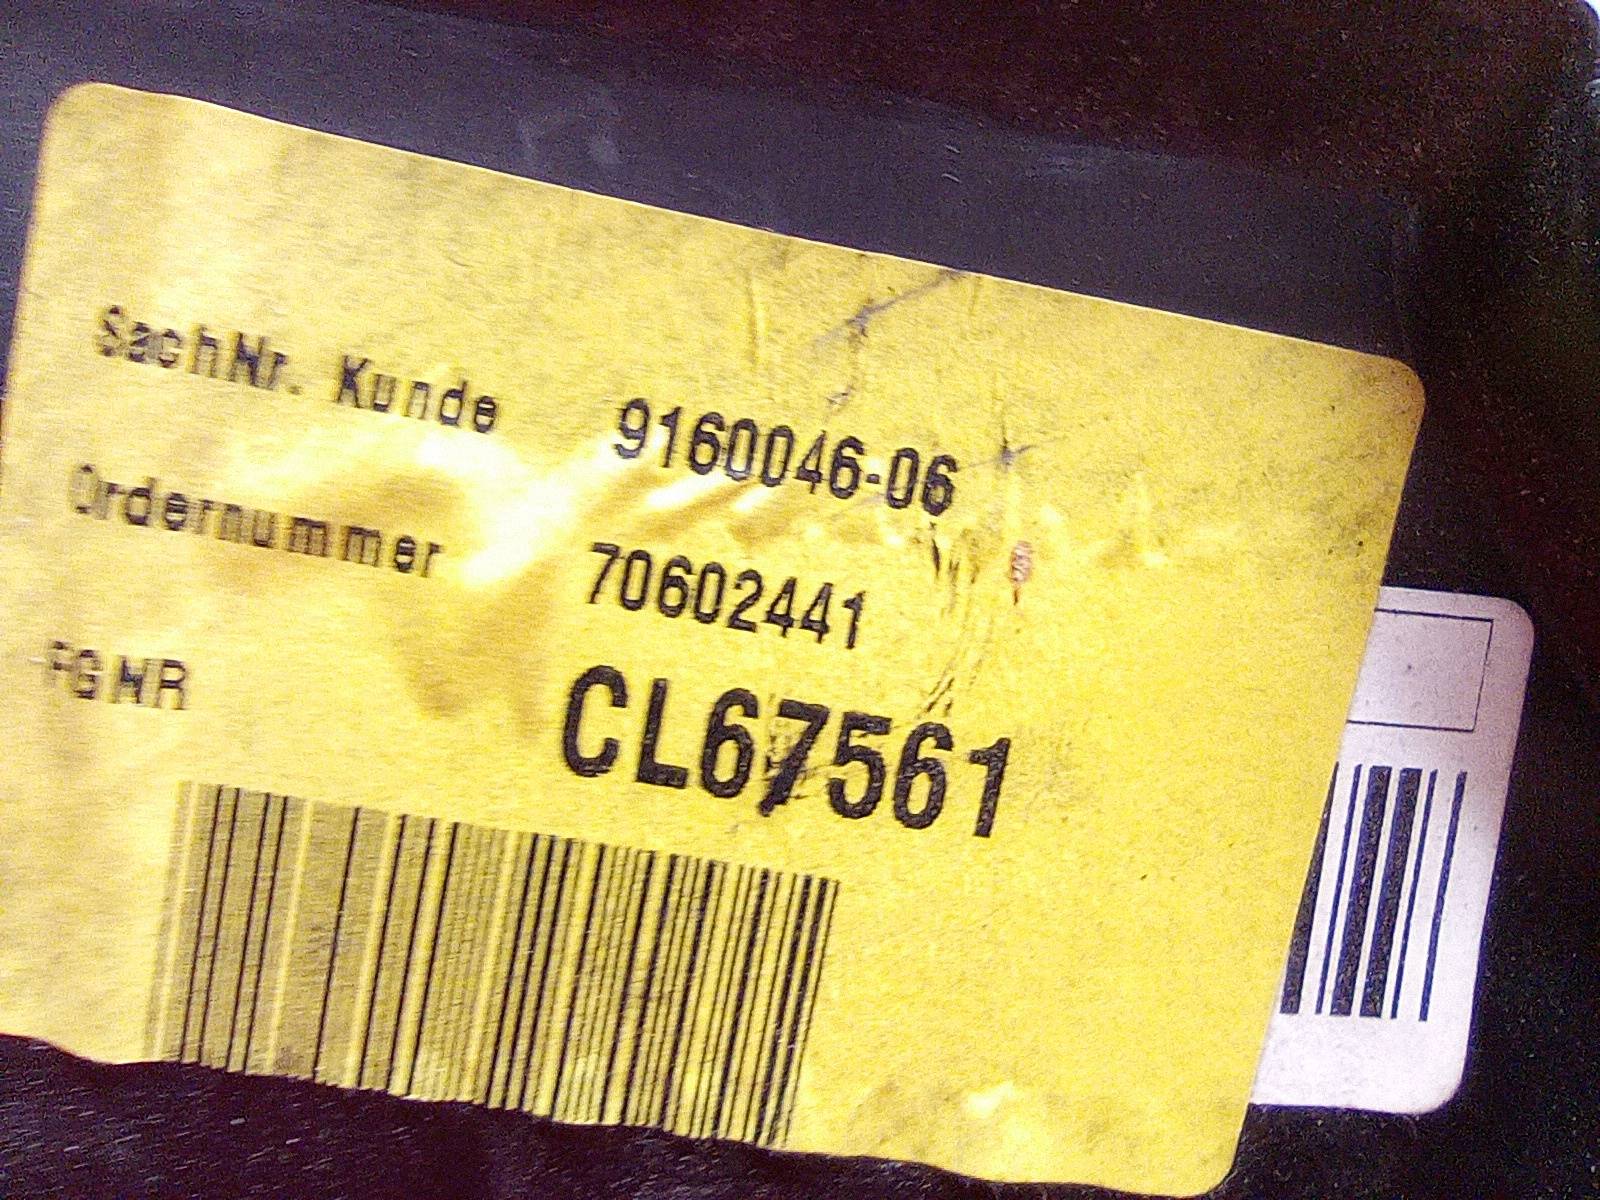 SachNr. Kunde 9160046-06
Ordernummer 70602441
FGNR CL67561